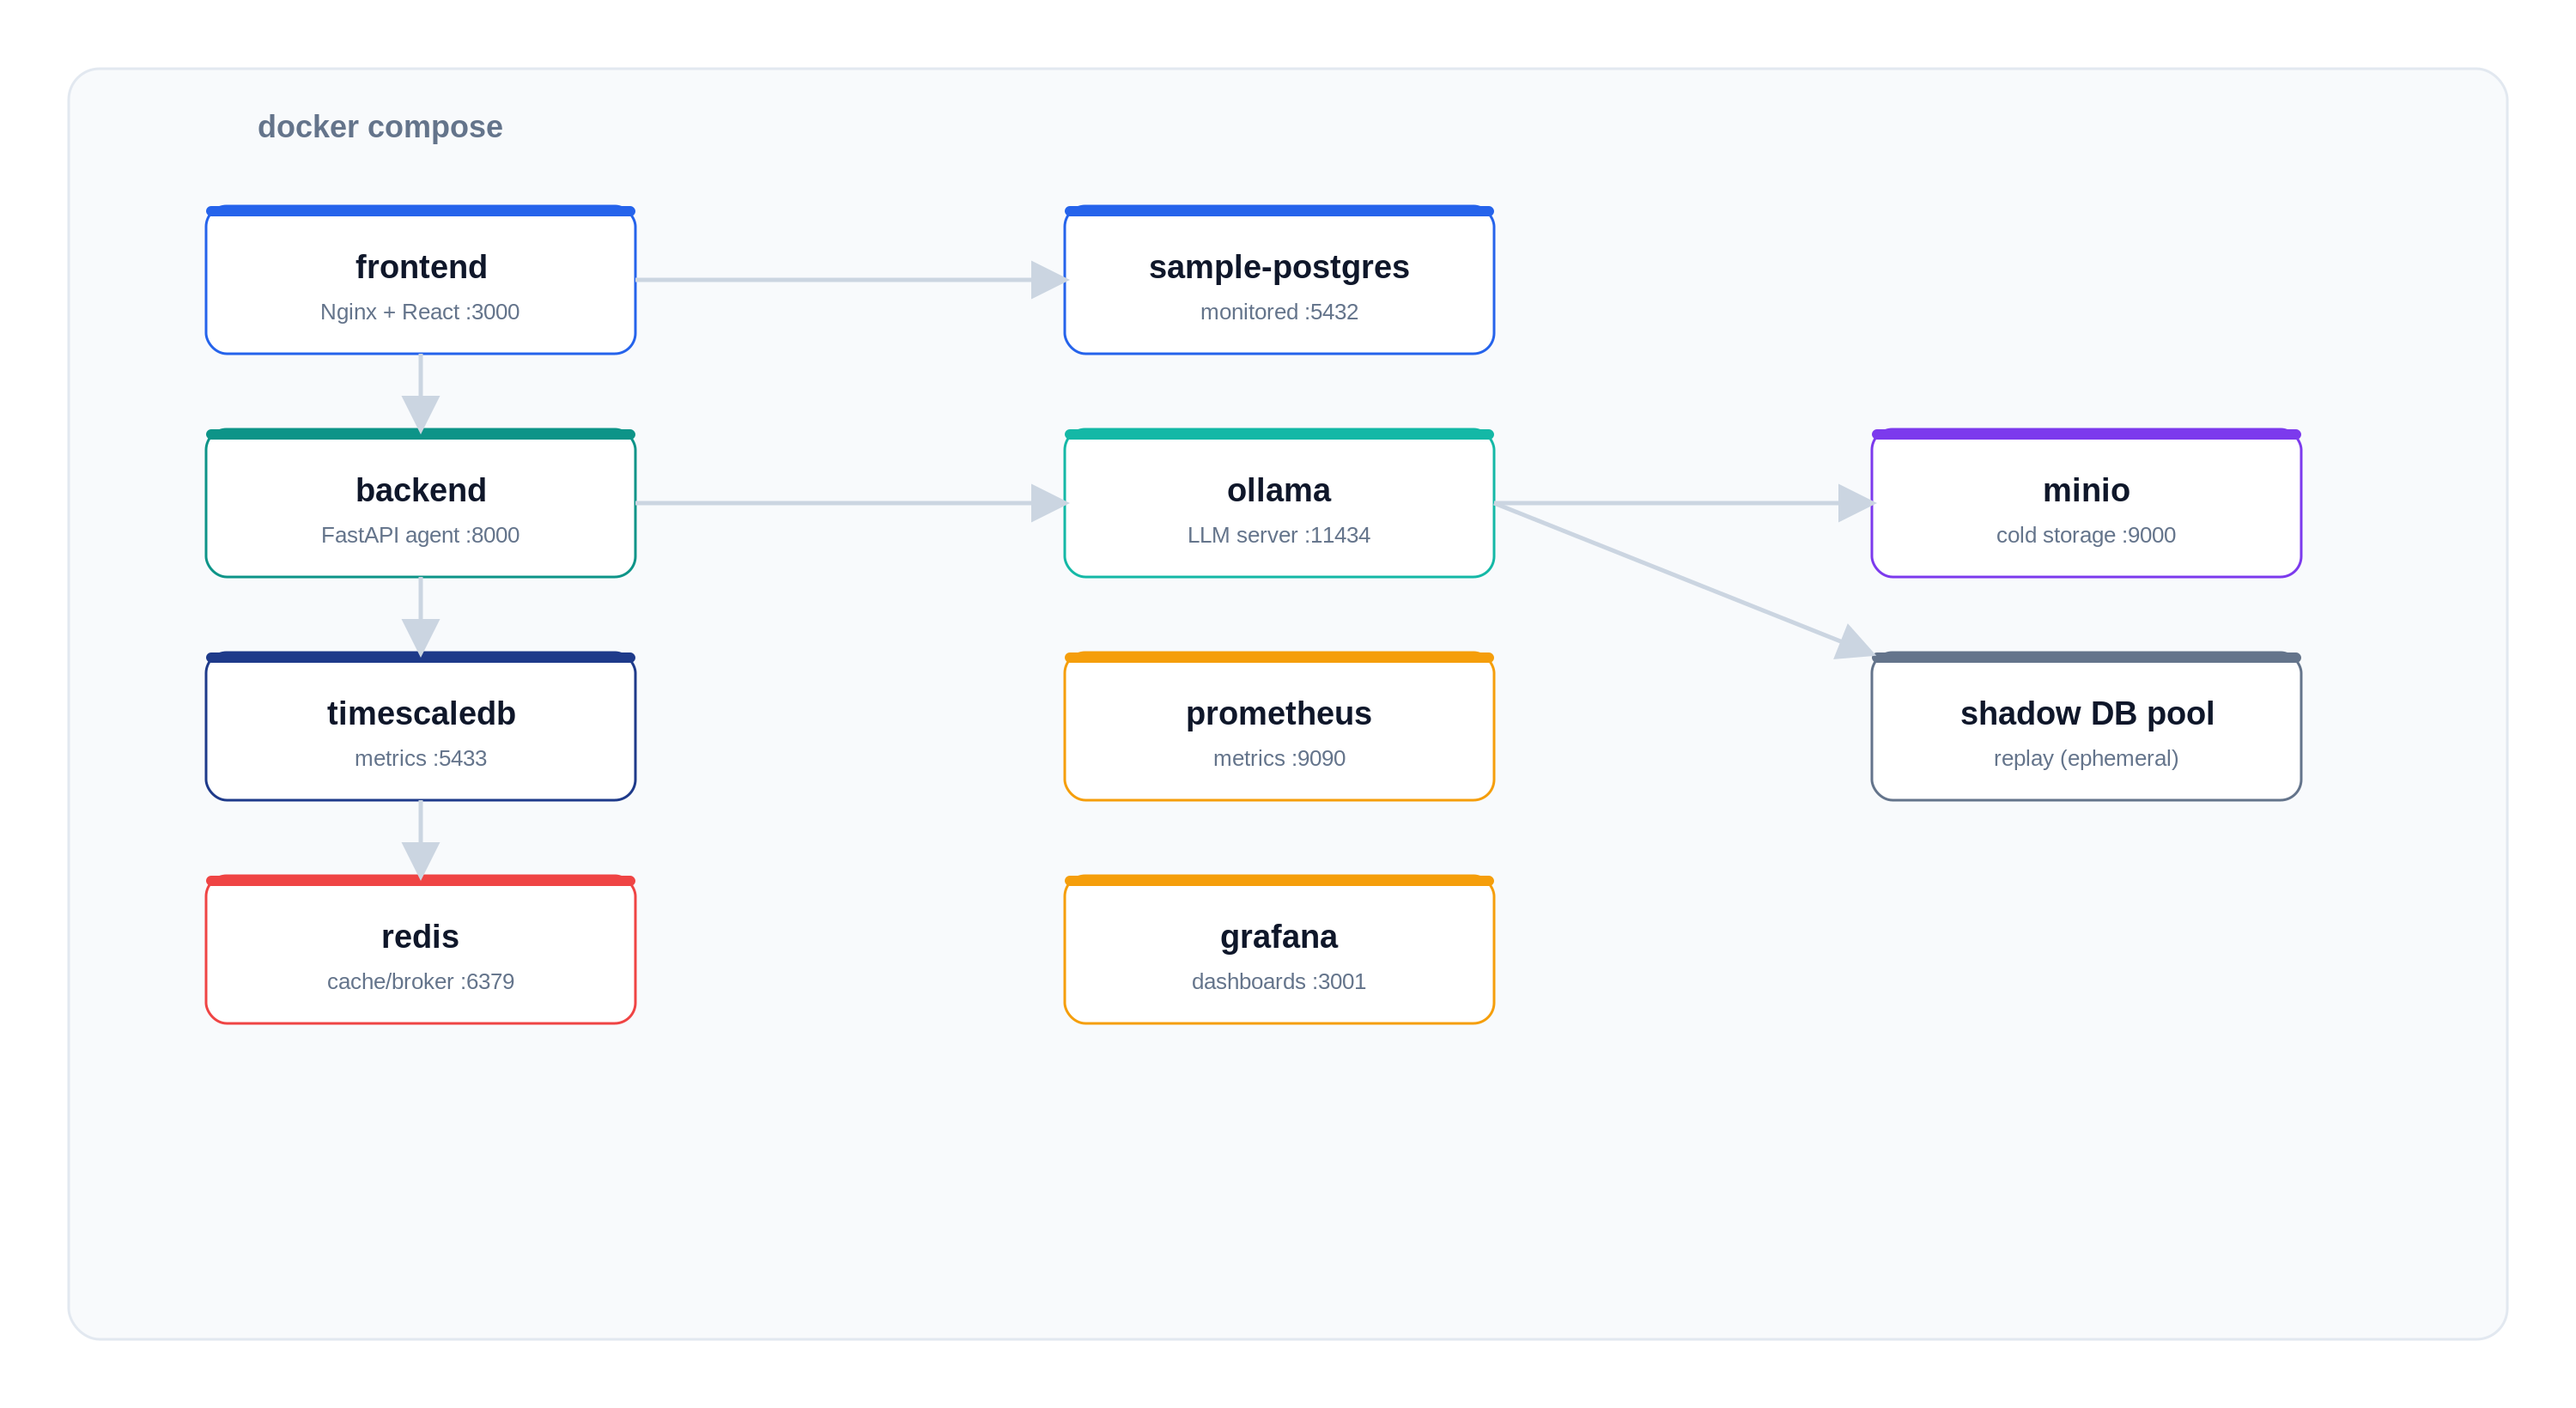 docker compose
frontend
Nginx + React :3000
sample-postgres
monitored :5432
backend
FastAPI agent :8000
ollama
LLM server :11434
minio
cold storage :9000
timescaledb
metrics :5433
prometheus
metrics :9090
shadow DB pool
replay (ephemeral)
redis
cache/broker :6379
grafana
dashboards :3001